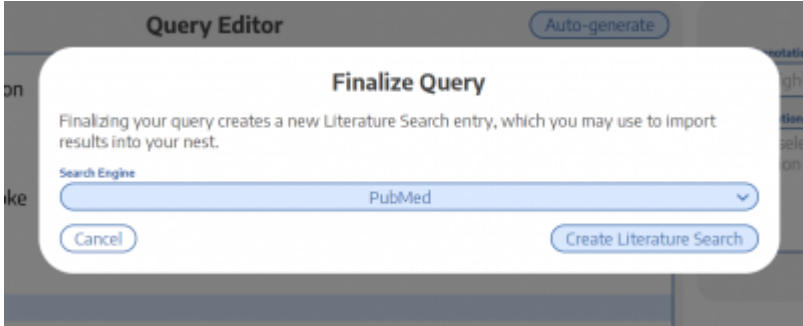 Query Editor
Auto-generate
Finalize Query
Finalizing your query creates a new Literature Search entry, which you may use to import
results into your nest.
Search Engine
PubMed
Cancel
Create Literature Search